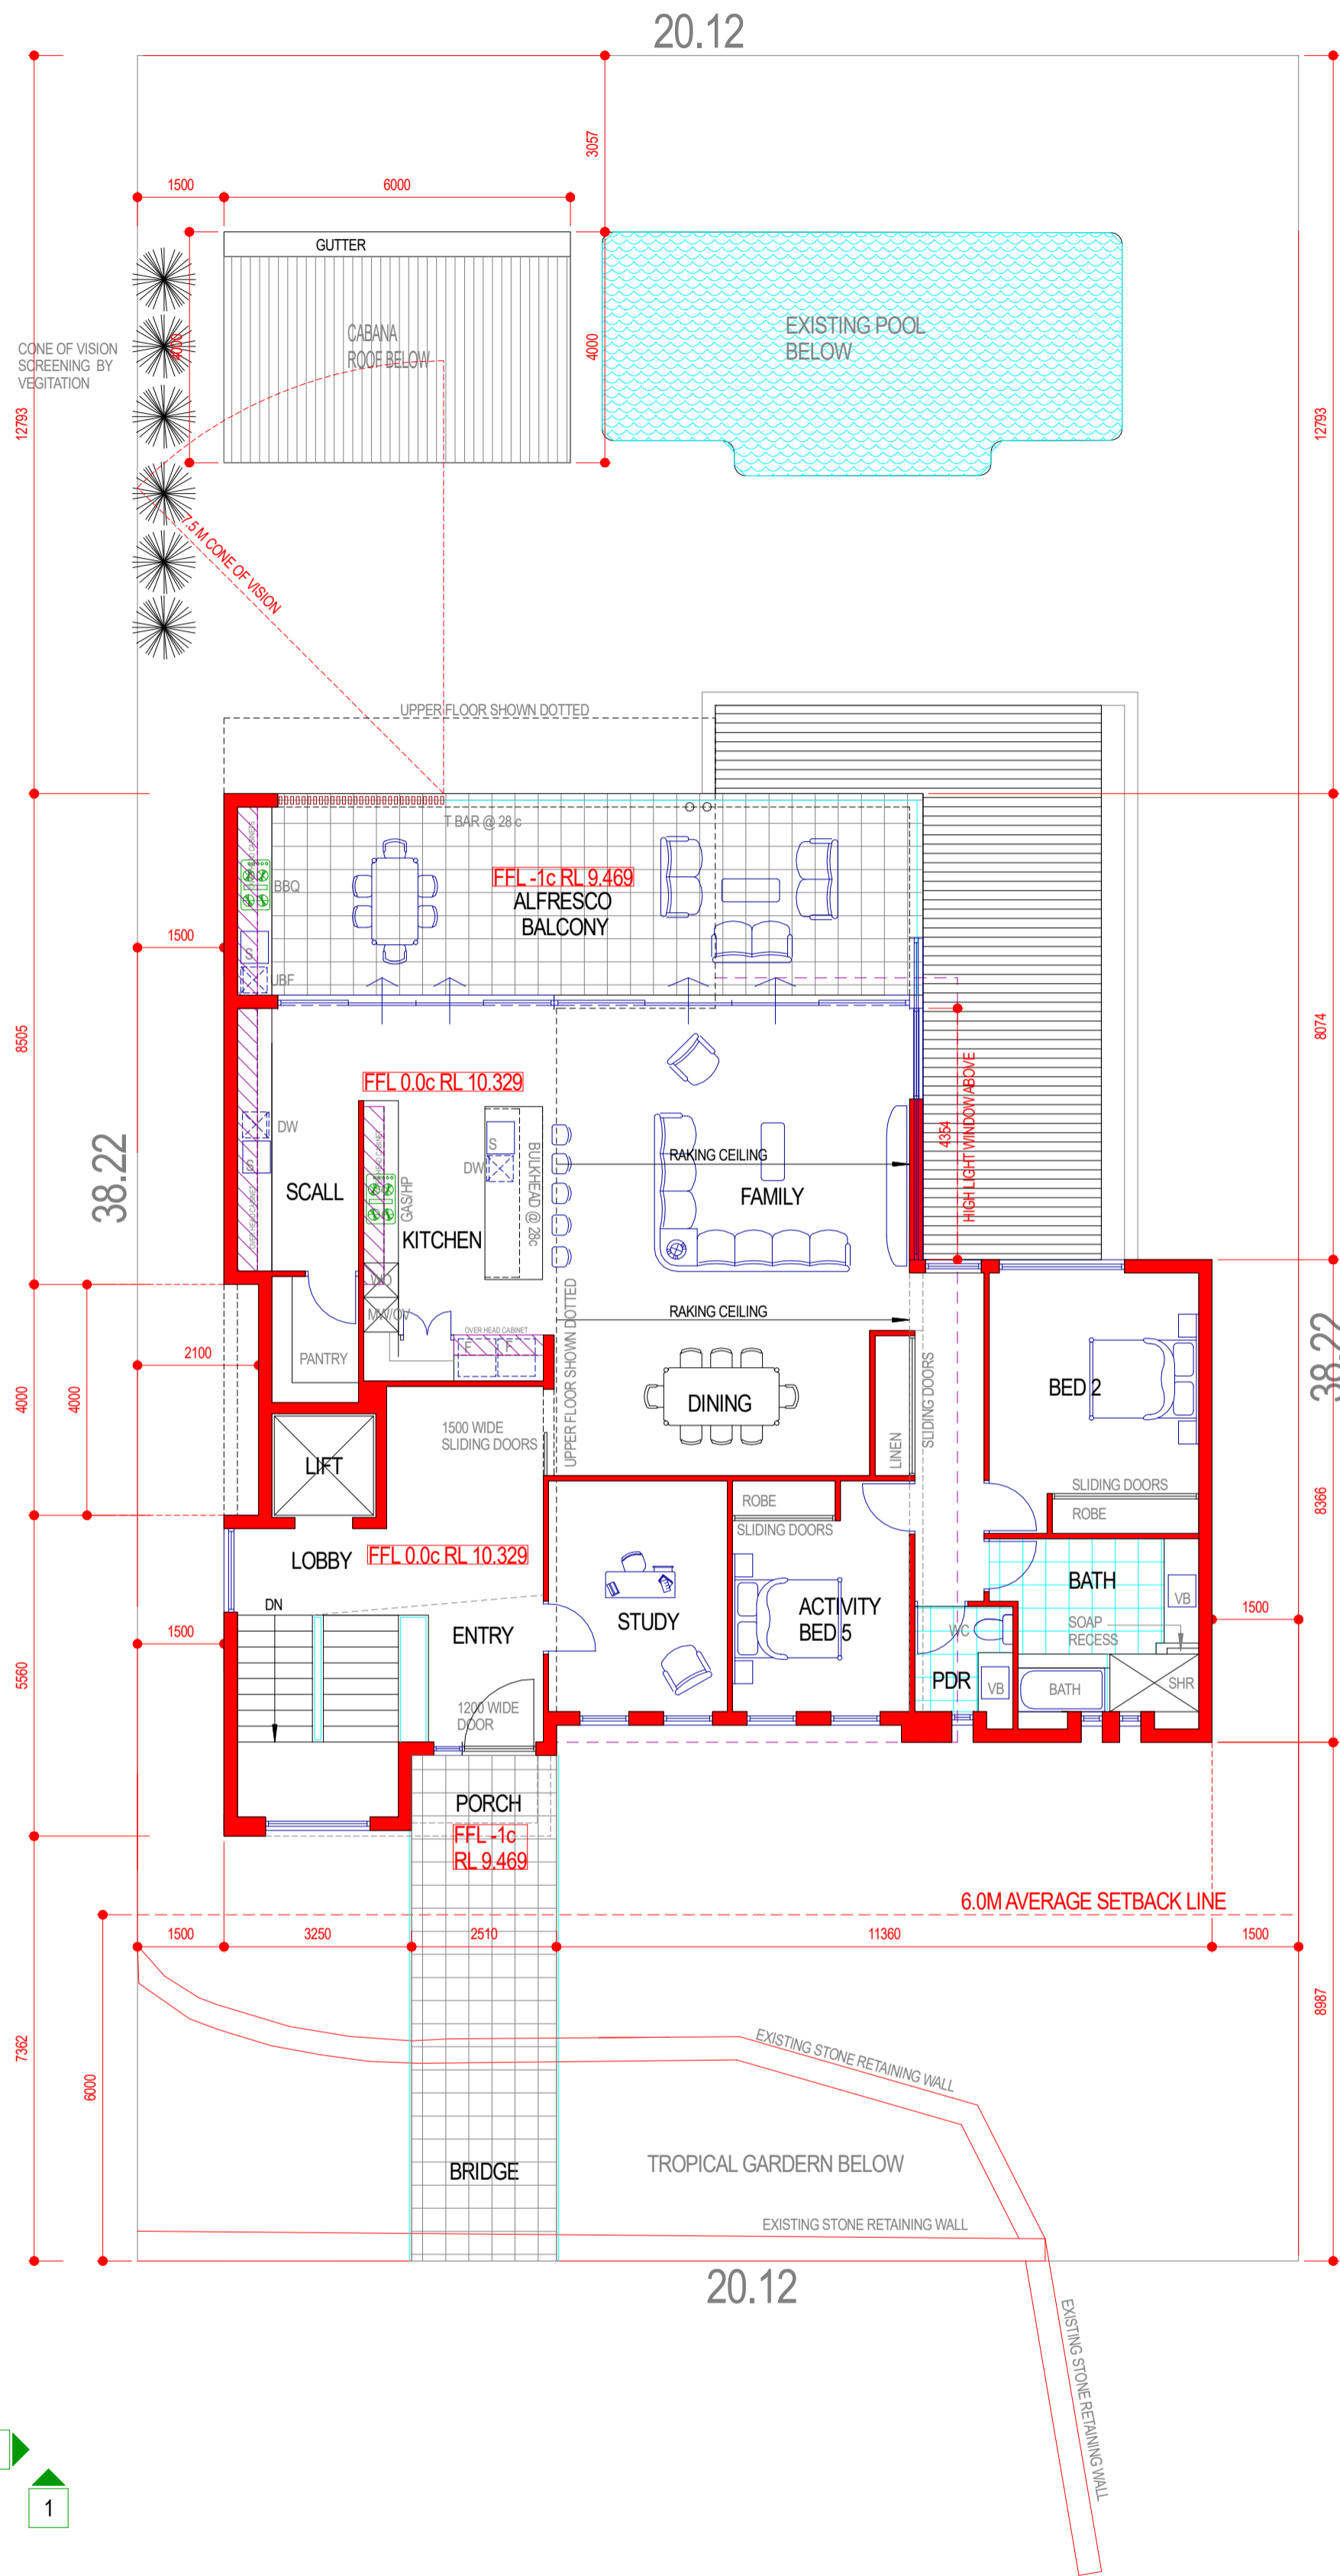 20.12
3057
1500
6000
GUTTER
CABANA
ROOF BELOW
EXISTING POOL
BELOW
4000
4000
CONE OF VISION
SCREENING BY
VEGITATION
12793
12793
7.5 M CONE OF VISION
UPPER FLOOR SHOWN DOTTED
T BAR @ 28 c
FFL -1c RL 9.469
ALFRESCO
BALCONY
BBQ
S
UBF
1500
8505
8074
FFL 0.0c RL 10.329
HIGH LIGHT WINDOW ABOVE
4354
DW
S
OVER HEAD CABINET
SCALL
OVER HEAD CABINET
GAS/HP
KITCHEN
S
DW
BULKHEAD @ 28c
RAKING CEILING
FAMILY
38.22
WO
MW/OV
OVER HEAD CABINET
F
F
RAKING CEILING
UPPER FLOOR SHOWN DOTTED
PANTRY
2100
4000
4000
DINING
LINEN
SLIDING DOORS
BED 2
38.22
1500 WIDE
SLIDING DOORS
LIFT
SLIDING DOORS
ROBE
ROBE
SLIDING DOORS
8366
LOBBY
FFL 0.0c RL 10.329
DN
ENTRY
STUDY
ACTIVITY
BED 5
BATH
VB
SOAP
RECESS
WC
PDR
VB
BATH
SHR
1500
1500
5560
1200 WIDE
DOOR
PORCH
FFL -1c
RL 9.469
6.0M AVERAGE SETBACK LINE
1500
3250
2510
11360
1500
7362
6000
8987
EXISTING STONE RETAINING WALL
BRIDGE
TROPICAL GARDERN BELOW
EXISTING STONE RETAINING WALL
20.12
EXISTING STONE RETAINING WALL
1